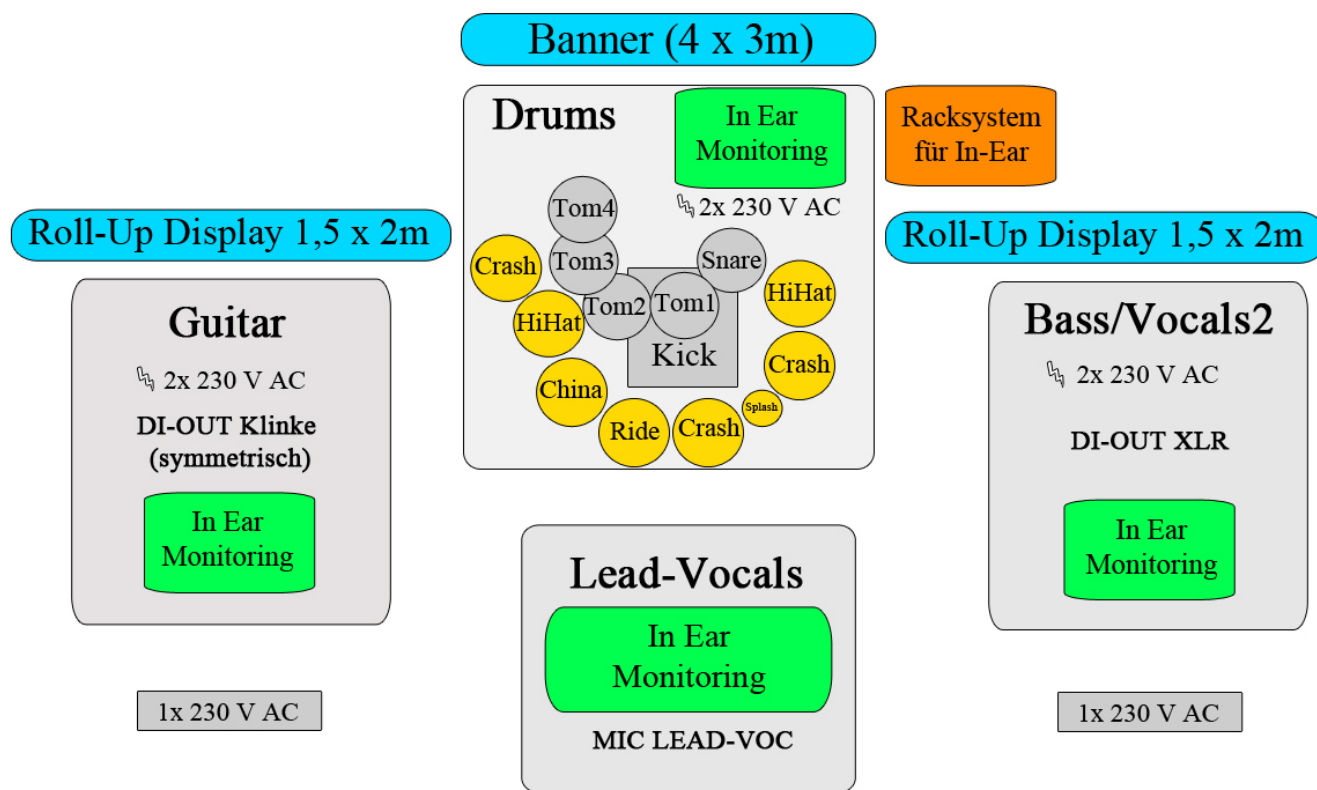 Banner (4 x 3m)
Drums
In Ear
Monitoring
Racksystem
für In-Ear
2x 230 V AC
Tom4
Roll-Up Display 1,5 x 2m
Roll-Up Display 1,5 x 2m
Crash
Tom3
Snare
HiHat
Tom2
Tom1
HiHat
Kick
Crash
China
Splash
Ride
Crash
Guitar
2x 230 V AC
DI-OUT Klinke
(symmetrisch)
In Ear
Monitoring
Bass/Vocals2
2x 230 V AC
DI-OUT XLR
In Ear
Monitoring
Lead-Vocals
In Ear
Monitoring
MIC LEAD-VOC
1x 230 V AC
1x 230 V AC